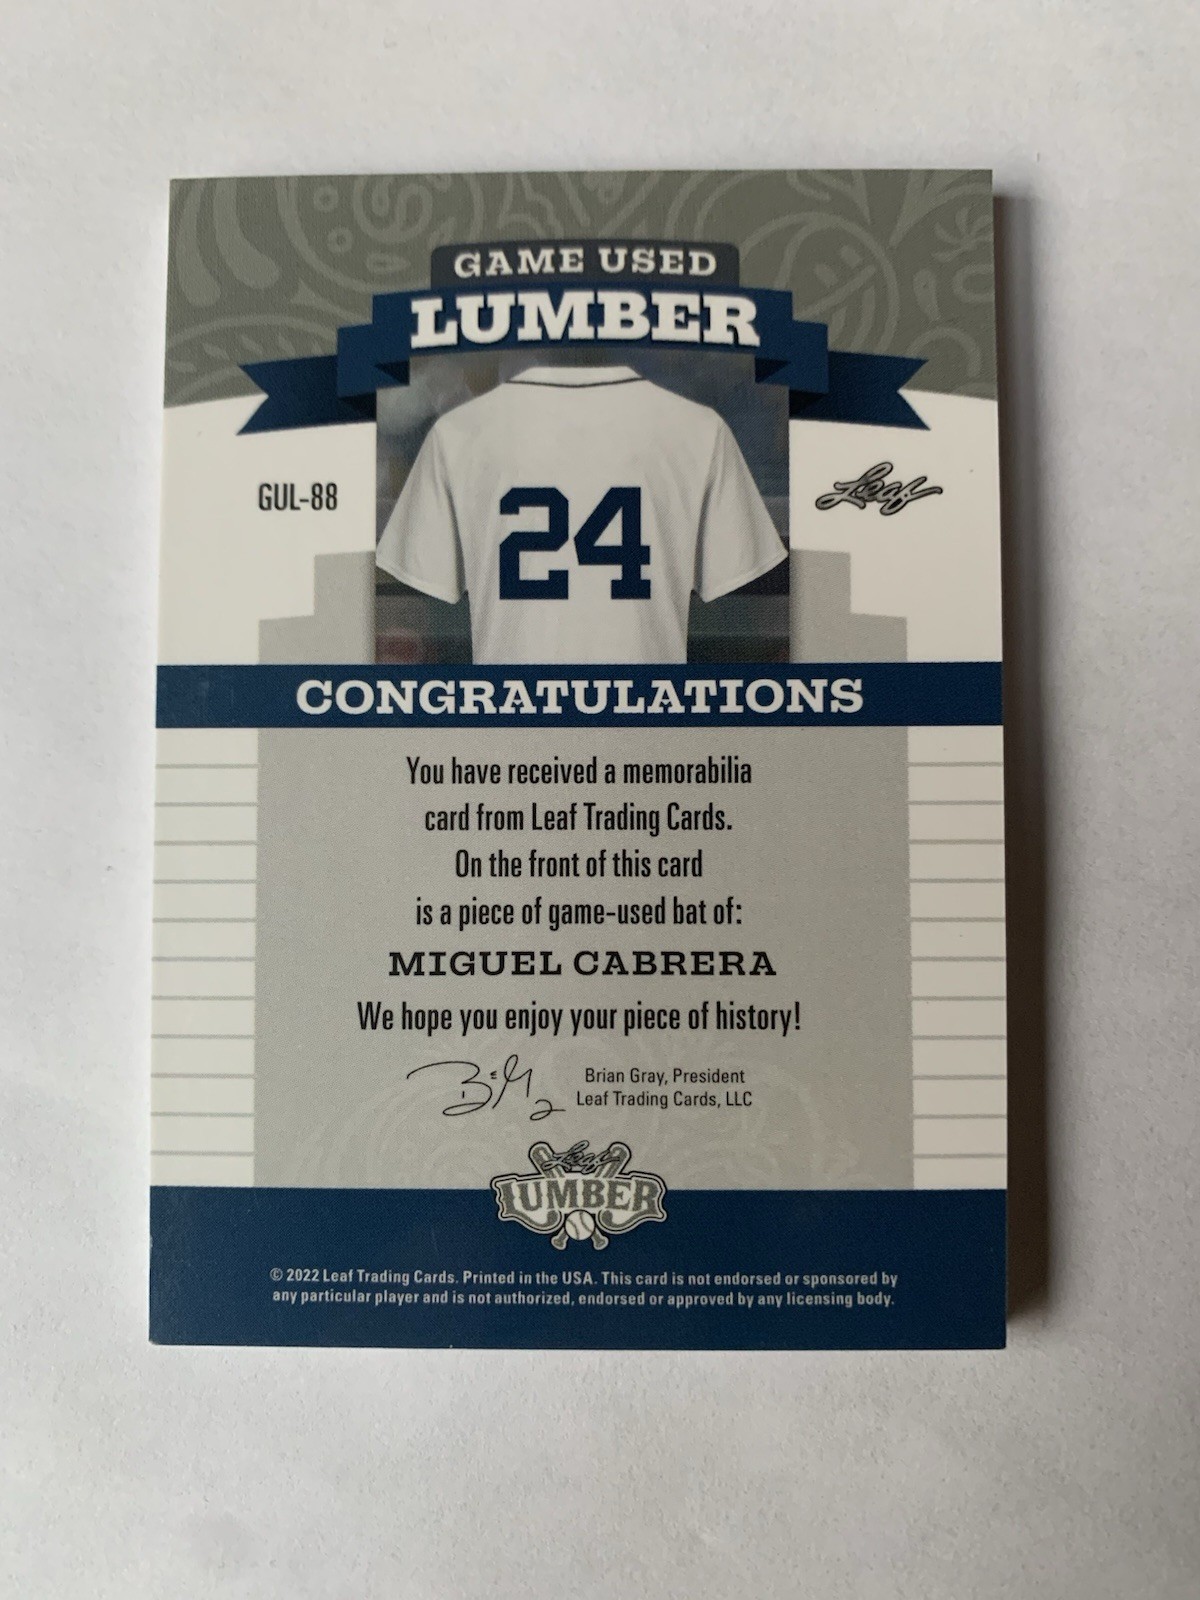 GAME USED
LUMBER
GUL-88
24
Leaf
CONGRATULATIONS
You have received a memorabilia
card from Leaf Trading Cards.
On the front of this card
is a piece of game-used bat of:
MIGUEL CABRERA
We hope you enjoy your piece of history!
Brian Gray, President
Leaf Trading Cards, LLC
Leaf
LUMBER
© 2022 Leaf Trading Cards. Printed in the USA. This card is not endorsed or sponsored by
any particular player and is not authorized, endorsed or approved by any licensing body.